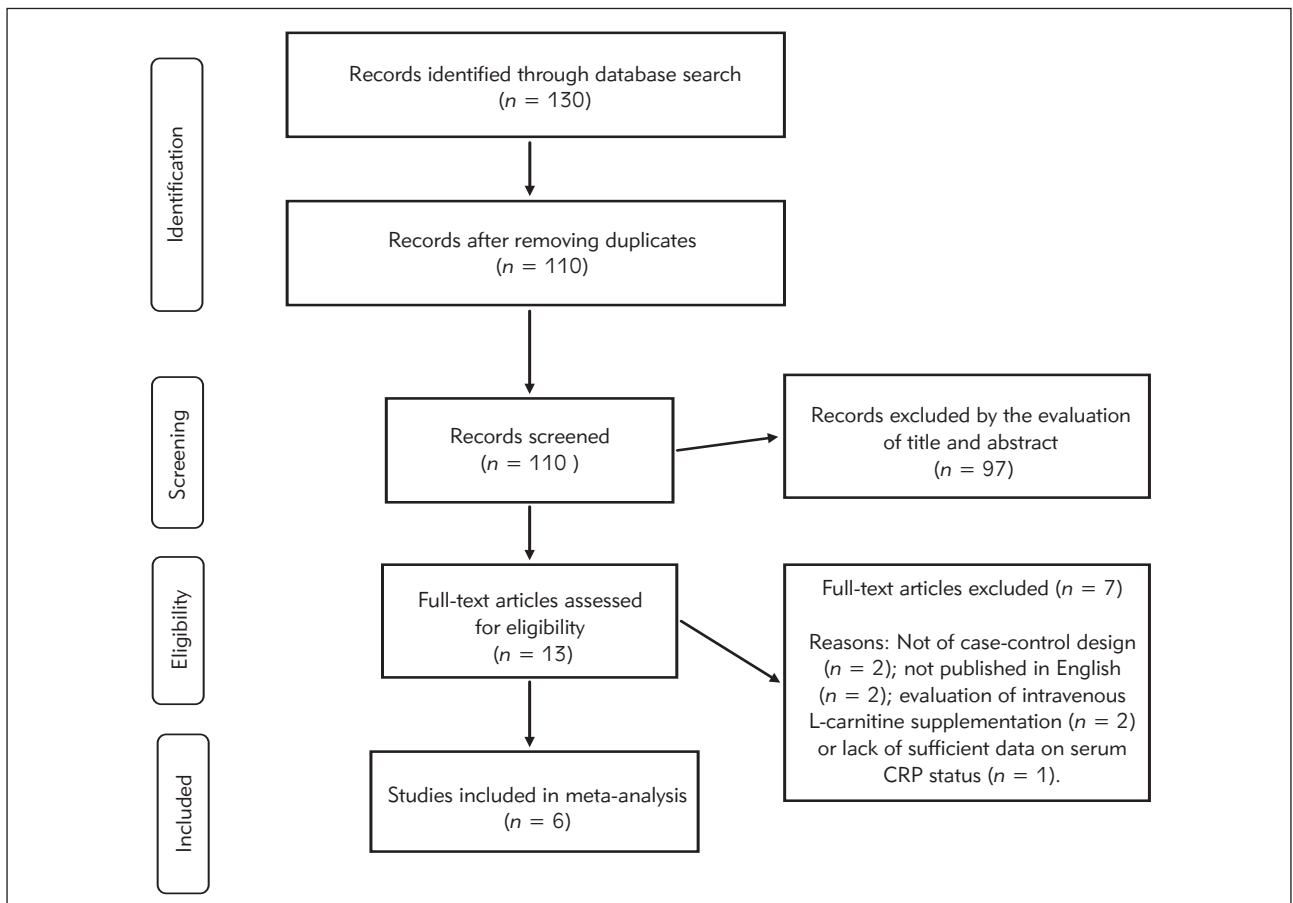 Identification
Records identified through database search
(n = 130)
Records after removing duplicates
(n = 110)
Screening
Records screened
(n = 110 )
Records excluded by the evaluation
of title and abstract
(n = 97)
Eligibility
Full-text articles assessed
for eligibility
(n = 13)
Full-text articles excluded (n = 7)
Reasons: Not of case-control design
(n = 2); not published in English
(n = 2); evaluation of intravenous
L-carnitine supplementation (n = 2)
or lack of sufficient data on serum
CRP status (n = 1).
Included
Studies included in meta-analysis
(n = 6)